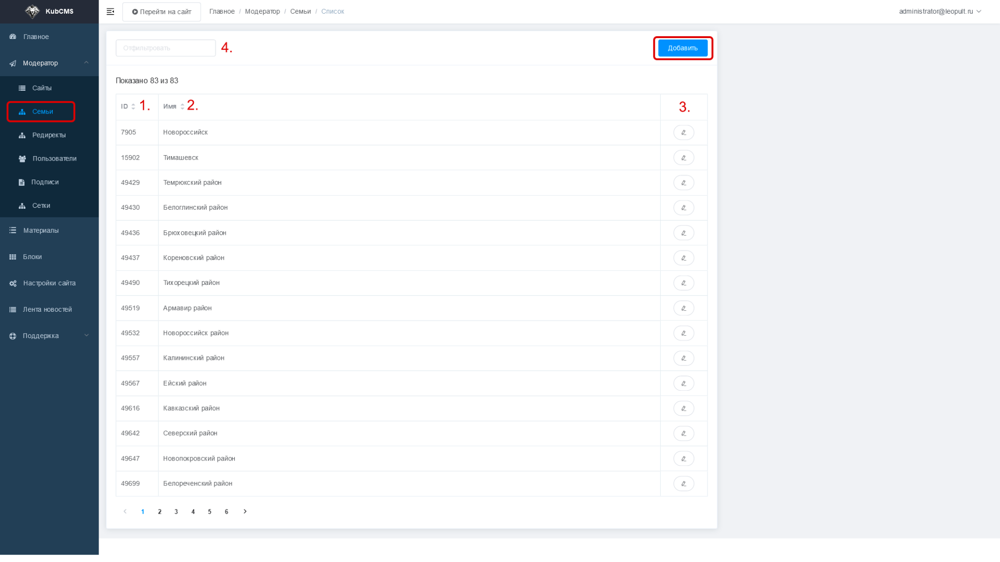 KubCMS
Перейти на сайт
Главное / Модератор / Семьи / Список
administrator@leopult.ru
Главное
Модератор
Сайты
Семьи
Редиректы
Пользователи
Подписи
Сетки
Материалы
Блоки
Настройки сайта
Лента новостей
Поддержка
Отфильтровать 4.
Добавить
Показано 83 из 83
ID 1. Имя 2. 3.
7905 Новороссийск
15902 Тимашевск
49429 Темрюкский район
49430 Белоглинский район
49436 Брюховецкий район
49437 Кореновский район
49490 Тихорецкий район
49519 Армавир район
49532 Новороссийск район
49557 Калининский район
49567 Ейский район
49616 Кавказский район
49642 Северский район
49647 Новопокровский район
49699 Белореченский район
1 2 3 4 5 6